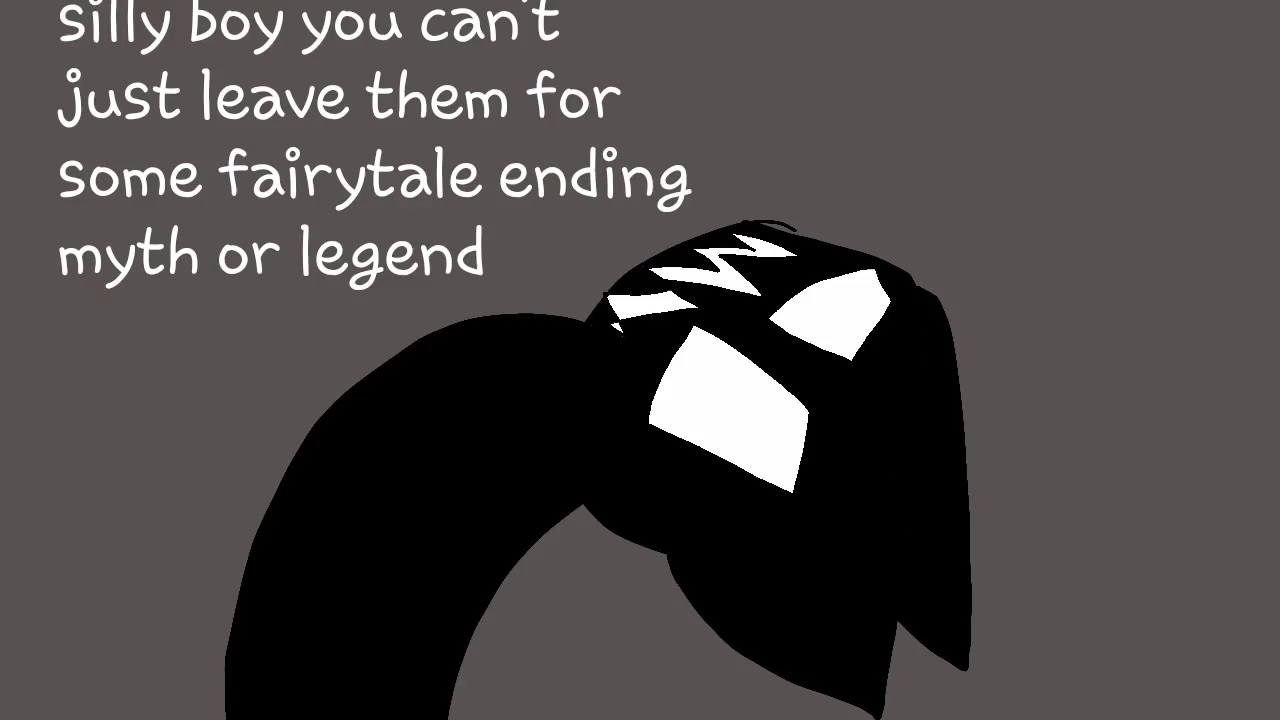 silly boy you can't
just leave them for
some fairytale ending
myth or legend